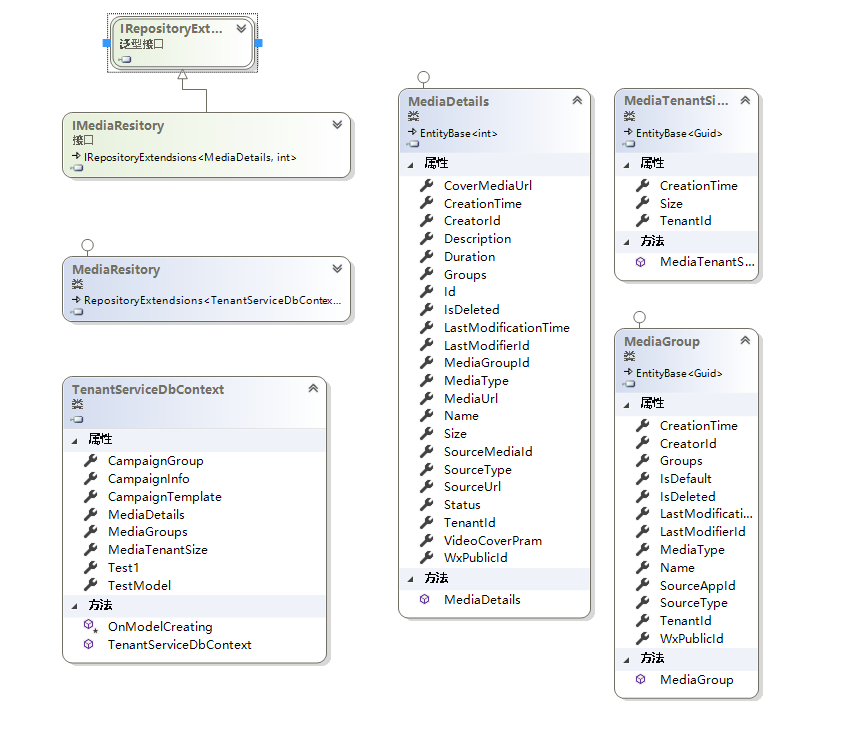 IRepositoryExt...
泛型接口
IMediaResitory
接口
IRepositoryExtendsions<MediaDetails, int>
MediaResitory
类
RepositoryExtendsions<TenantServiceDbContex...
TenantServiceDbContext
类
属性
CampaignGroup
CampaignInfo
CampaignTemplate
MediaDetails
MediaGroups
MediaTenantSize
Test1
TestModel
方法
OnModelCreating
TenantServiceDbContext
MediaDetails
类
EntityBase<int>
属性
CoverMediaUrl
CreationTime
CreatorId
Description
Duration
Groups
Id
IsDeleted
LastModificationTime
LastModifierId
MediaGroupId
MediaType
MediaUrl
Name
Size
SourceMediaId
SourceType
SourceUrl
Status
TenantId
VideoCoverPram
WxPublicId
方法
MediaDetails
MediaTenantSi...
类
EntityBase<Guid>
属性
CreationTime
Size
TenantId
方法
MediaTenantS...
MediaGroup
类
EntityBase<Guid>
属性
CreationTime
CreatorId
Groups
IsDefault
IsDeleted
LastModificati...
LastModifierId
MediaType
Name
SourceAppId
SourceType
TenantId
WxPublicId
方法
MediaGroup